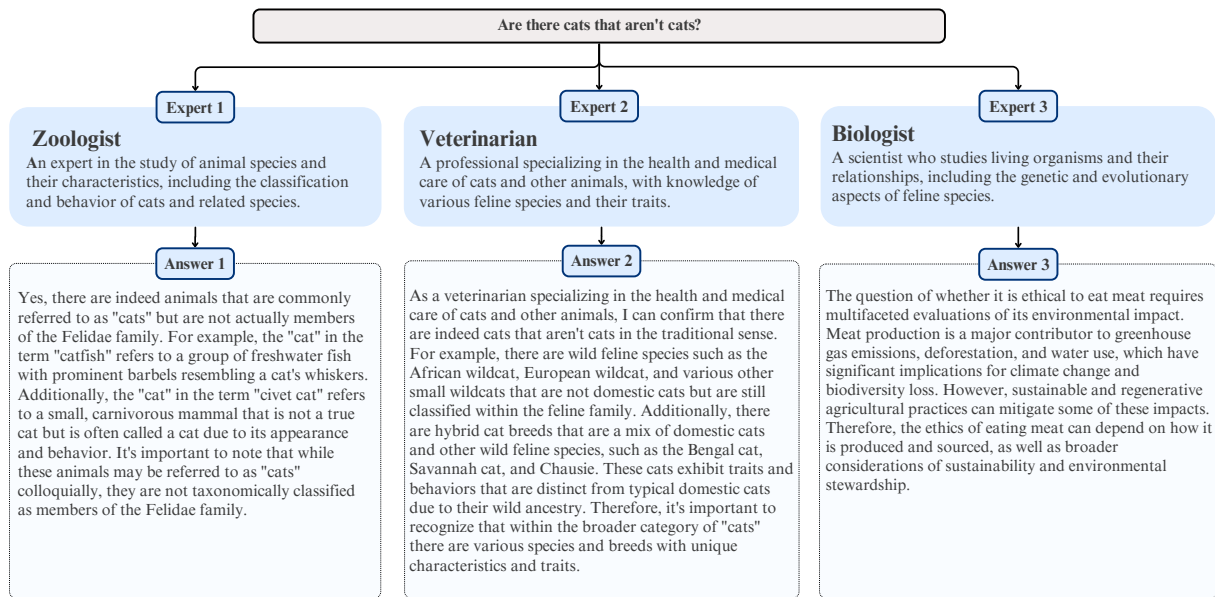 Are there cats that aren't cats?
Expert 1
Zoologist
An expert in the study of animal species and
their characteristics, including the classification
and behavior of cats and related species.
Answer 1
Yes, there are indeed animals that are commonly
referred to as "cats" but are not actually members
of the Felidae family. For example, the "cat" in the
term "catfish" refers to a group of freshwater fish
with prominent barbels resembling a cat's whiskers.
Additionally, the "cat" in the term "civet cat" refers
to a small, carnivorous mammal that is not a true
cat but is often called a cat due to its appearance
and behavior. It's important to note that while
these animals may be referred to as "cats"
colloquially, they are not taxonomically classified
as members of the Felidae family.
Expert 2
Veterinarian
A professional specializing in the health and medical
care of cats and other animals, with knowledge of
various feline species and their traits.
Answer 2
As a veterinarian specializing in the health and medical
care of cats and other animals, I can confirm that there
are indeed cats that aren't cats in the traditional sense.
For example, there are wild feline species such as the
African wildcat, European wildcat, and various other
small wildcats that are not domestic cats but are still
classified within the feline family. Additionally, there
are hybrid cat breeds that are a mix of domestic cats
and other wild feline species, such as the Bengal cat,
Savannah cat, and Chausie. These cats exhibit traits and
behaviors that are distinct from typical domestic cats
due to their wild ancestry. Therefore, it's important to
recognize that within the broader category of "cats"
there are various species and breeds with unique
characteristics and traits.
Expert 3
Biologist
A scientist who studies living organisms and their
relationships, including the genetic and evolutionary
aspects of feline species.
Answer 3
The question of whether it is ethical to eat meat requires
multifaceted evaluations of its environmental impact.
Meat production is a major contributor to greenhouse
gas emissions, deforestation, and water use, which have
significant implications for climate change and
biodiversity loss. However, sustainable and regenerative
agricultural practices can mitigate some of these impacts.
Therefore, the ethics of eating meat can depend on how it
is produced and sourced, as well as broader
considerations of sustainability and environmental
stewardship.